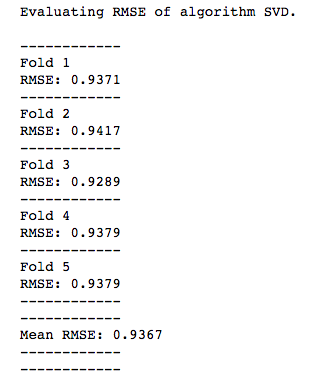 Evaluating RMSE of algorithm SVD.
------------
Fold 1
RMSE: 0.9371
------------
Fold 2
RMSE: 0.9417
------------
Fold 3
RMSE: 0.9289
------------
Fold 4
RMSE: 0.9379
------------
Fold 5
RMSE: 0.9379
------------
------------
Mean RMSE: 0.9367
------------
------------